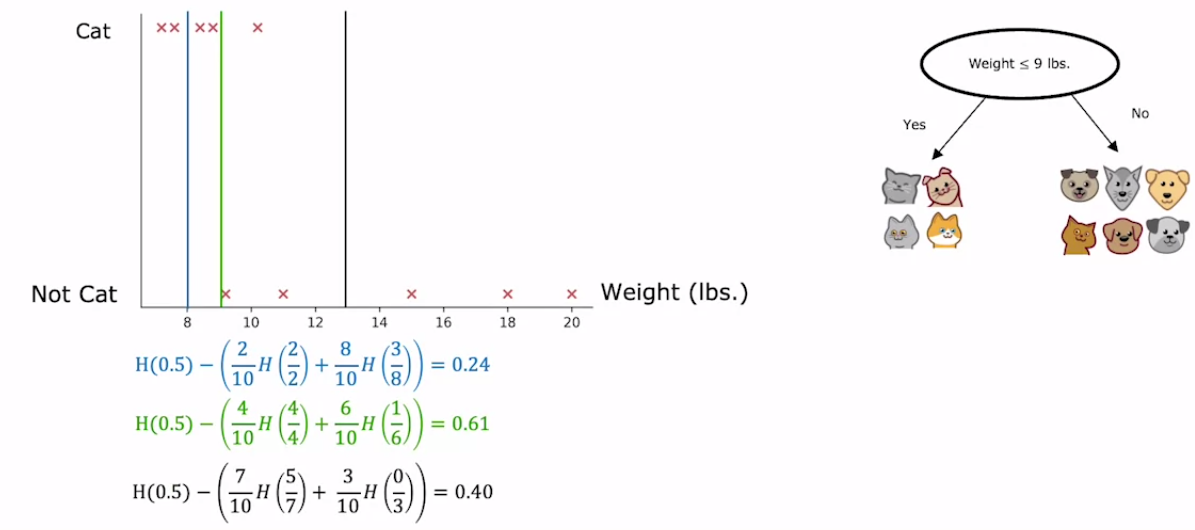 Cat
Weight ≤ 9 lbs.
Yes
No
Not Cat
Weight (lbs.)
8 10 12 14 16 18 20
H(0.5) − (2/10 H(2/2) + 8/10 H(3/8)) = 0.24
H(0.5) − (4/10 H(4/4) + 6/10 H(1/6)) = 0.61
H(0.5) − (7/10 H(5/7) + 3/10 H(0/3)) = 0.40